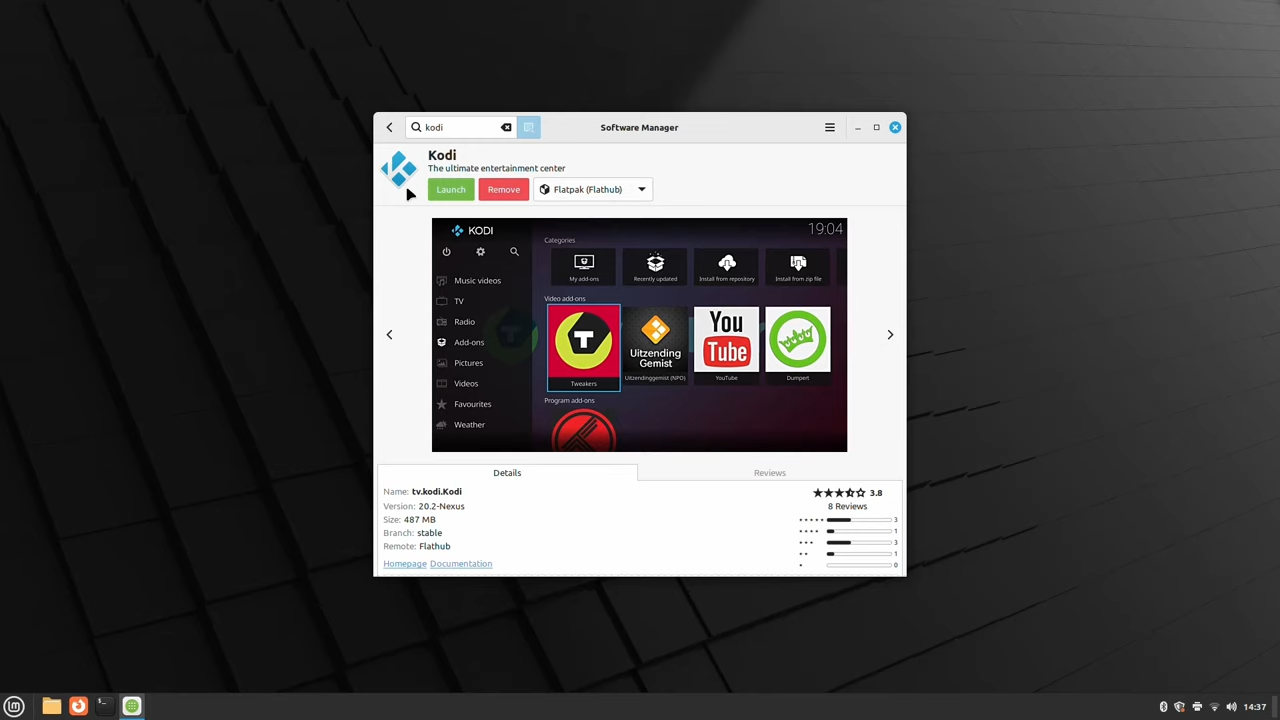 kodi
Software Manager
Kodi
The ultimate entertainment center
Launch
Remove
Flatpak (Flathub)
KODI
19:04
Categories
My add-ons
Recently updated
Install from repository
Install from zip file
Music videos
TV
Radio
Add-ons
Pictures
Videos
Favourites
Weather
Video add-ons
Uitzending
Gemist
You
Tube
Tweakers
Uitzendinggemist (NPO)
YouTube
Dumpert
Program add-ons
Details
Reviews
Name: tv.kodi.Kodi
Version: 20.2-Nexus
Size: 487 MB
Branch: stable
Remote: Flathub
Homepage Documentation
3.8
8 Reviews
3
1
3
1
0
14:37